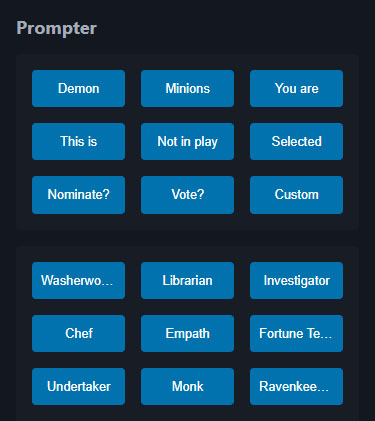 Prompter
Demon
Minions
You are
This is
Not in play
Selected
Nominate?
Vote?
Custom
Washerwo...
Librarian
Investigator
Chef
Empath
Fortune Te...
Undertaker
Monk
Ravenkee...